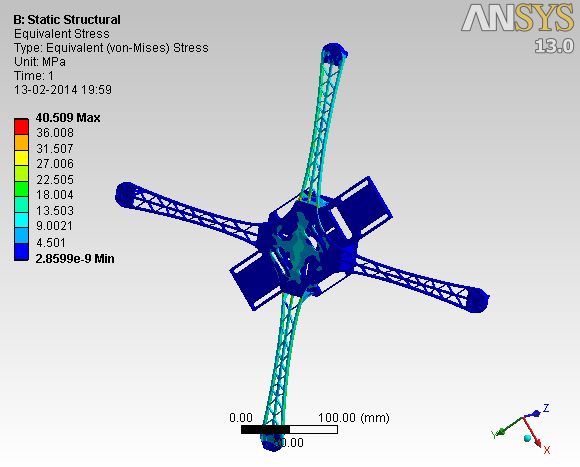 B: Static Structural
Equivalent Stress
Type: Equivalent (von-Mises) Stress
Unit: MPa
Time: 1
13-02-2014 19:59
ANSYS
13.0
40.509 Max
36.008
31.507
27.006
22.505
18.004
13.503
9.0021
4.501
2.8599e-9 Min
0.00 100.00 (mm)
Z
Y
X